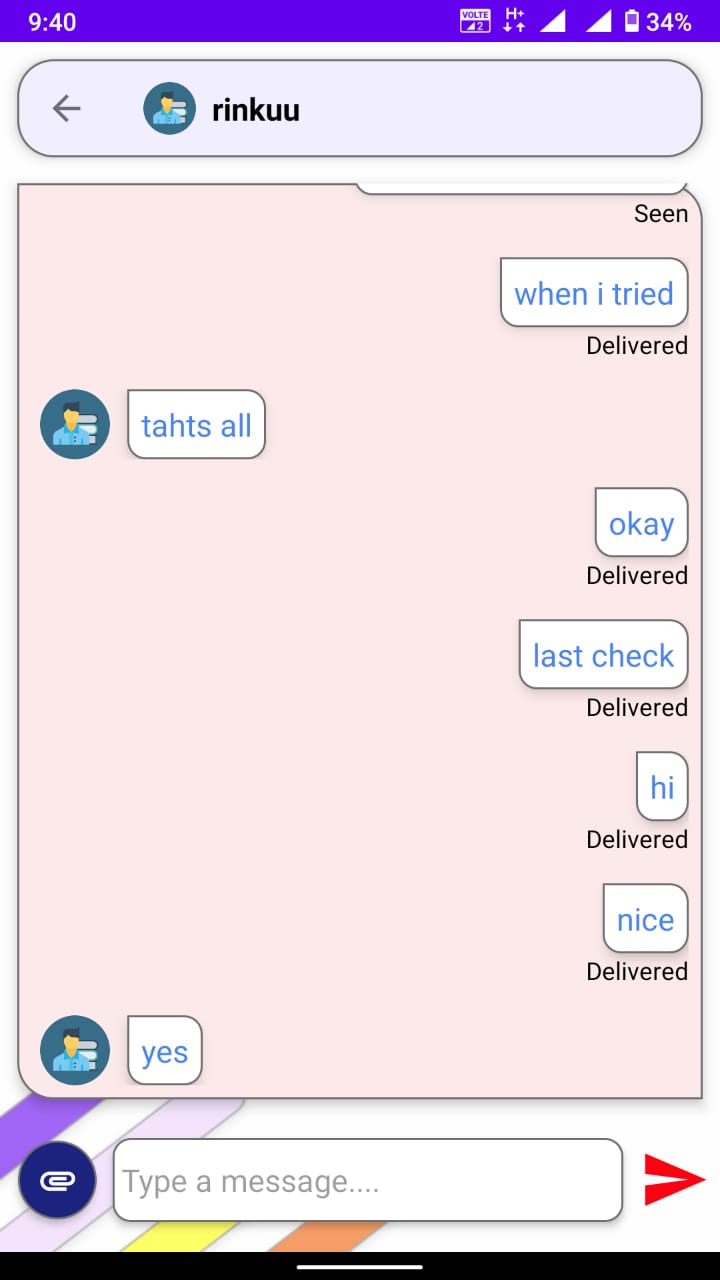 9:40
VOLTE 2 H+ 34%
rinkuu
Seen
when i tried
Delivered
tahts all
okay
Delivered
last check
Delivered
hi
Delivered
nice
Delivered
yes
Type a message....